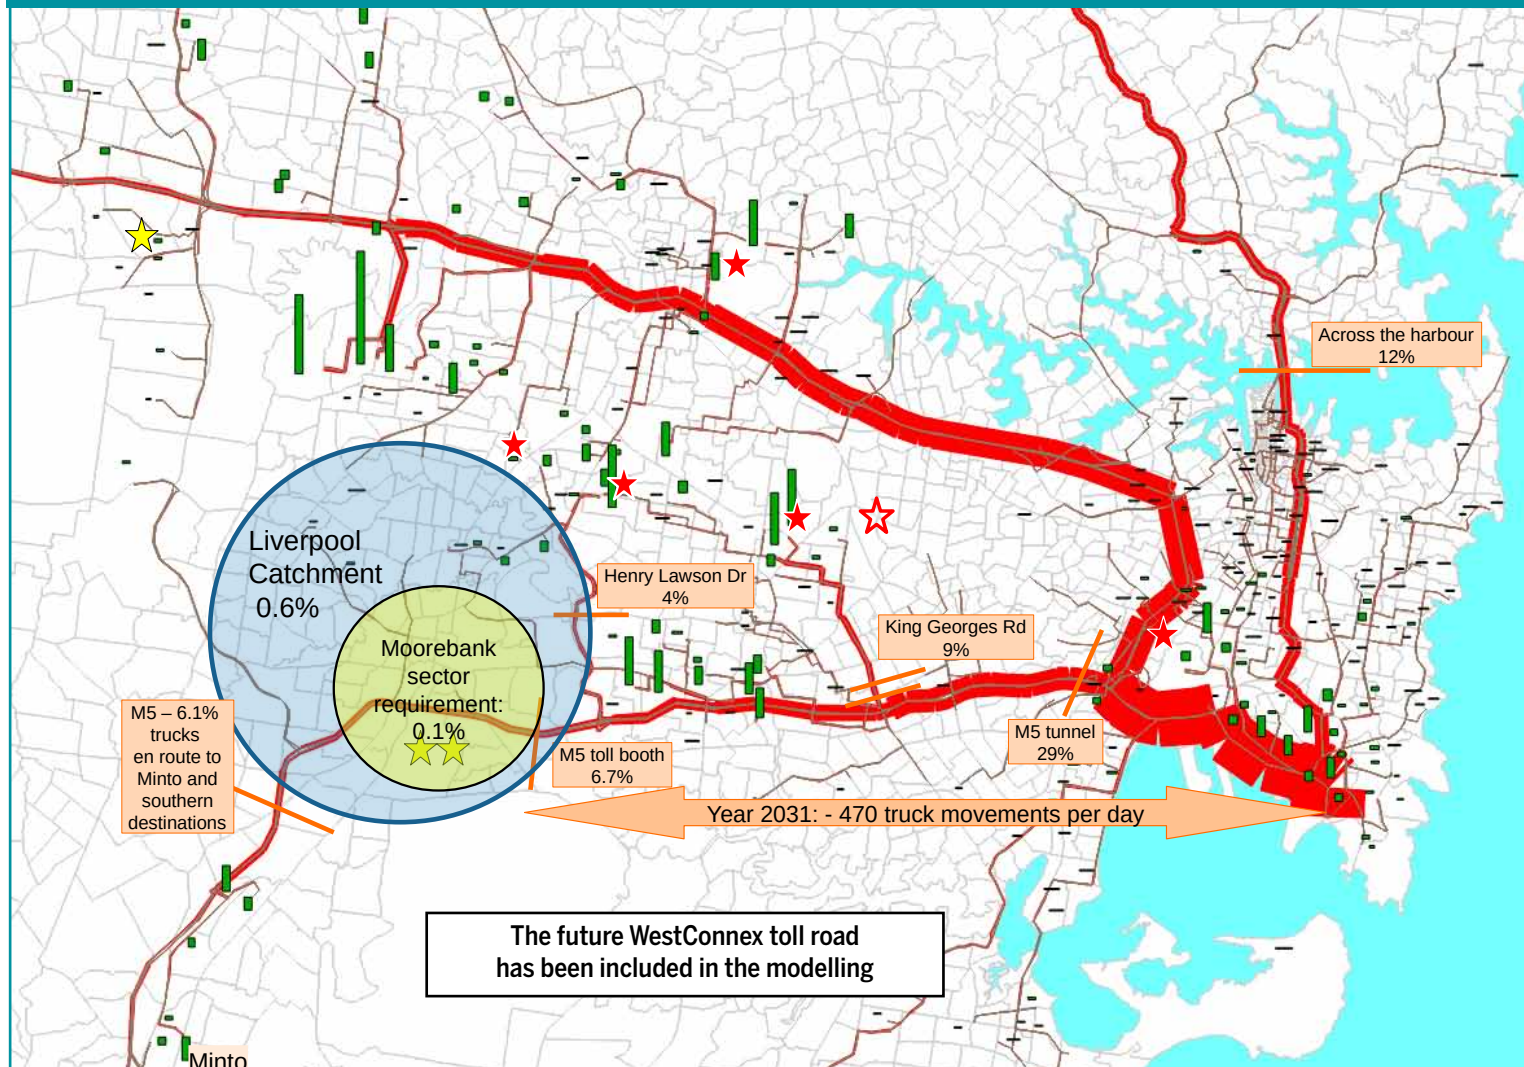 Across the harbour
12%
Liverpool
Catchment
0.6%
Henry Lawson Dr
4%
King Georges Rd
9%
Moorebank
sector
requirement:
0.1%
M5 – 6.1%
trucks
en route to
Minto and
southern
destinations
M5 toll booth
6.7%
M5 tunnel
29%
Year 2031: - 470 truck movements per day
The future WestConnex toll road
has been included in the modelling
Minto